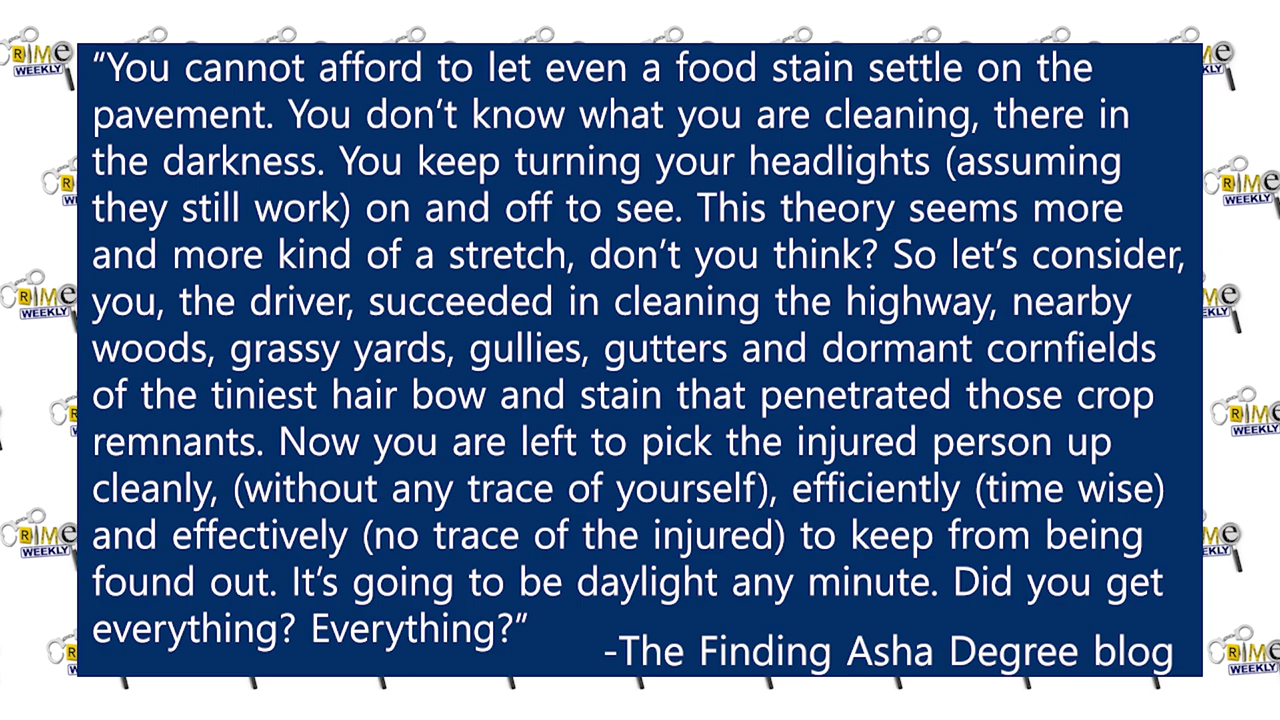 “You cannot afford to let even a food stain settle on the
pavement. You don’t know what you are cleaning, there in
the darkness. You keep turning your headlights (assuming
they still work) on and off to see. This theory seems more
and more kind of a stretch, don’t you think? So let’s consider,
you, the driver, succeeded in cleaning the highway, nearby
woods, grassy yards, gullies, gutters and dormant cornfields
of the tiniest hair bow and stain that penetrated those crop
remnants. Now you are left to pick the injured person up
cleanly, (without any trace of yourself), efficiently (time wise)
and effectively (no trace of the injured) to keep from being
found out. It’s going to be daylight any minute. Did you get
everything? Everything?”
-The Finding Asha Degree blog
CRIMe
WEEKLY